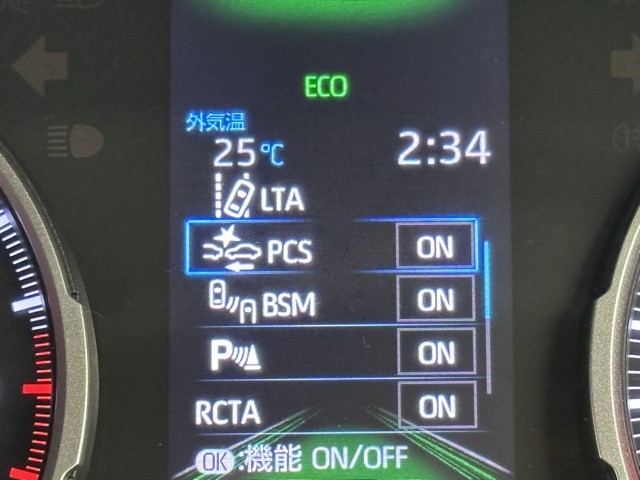 ECO
外気温
25℃ 2:34
LTA
PCS ON
BSM ON
P ON
RCTA ON
OK :機能 ON/OFF